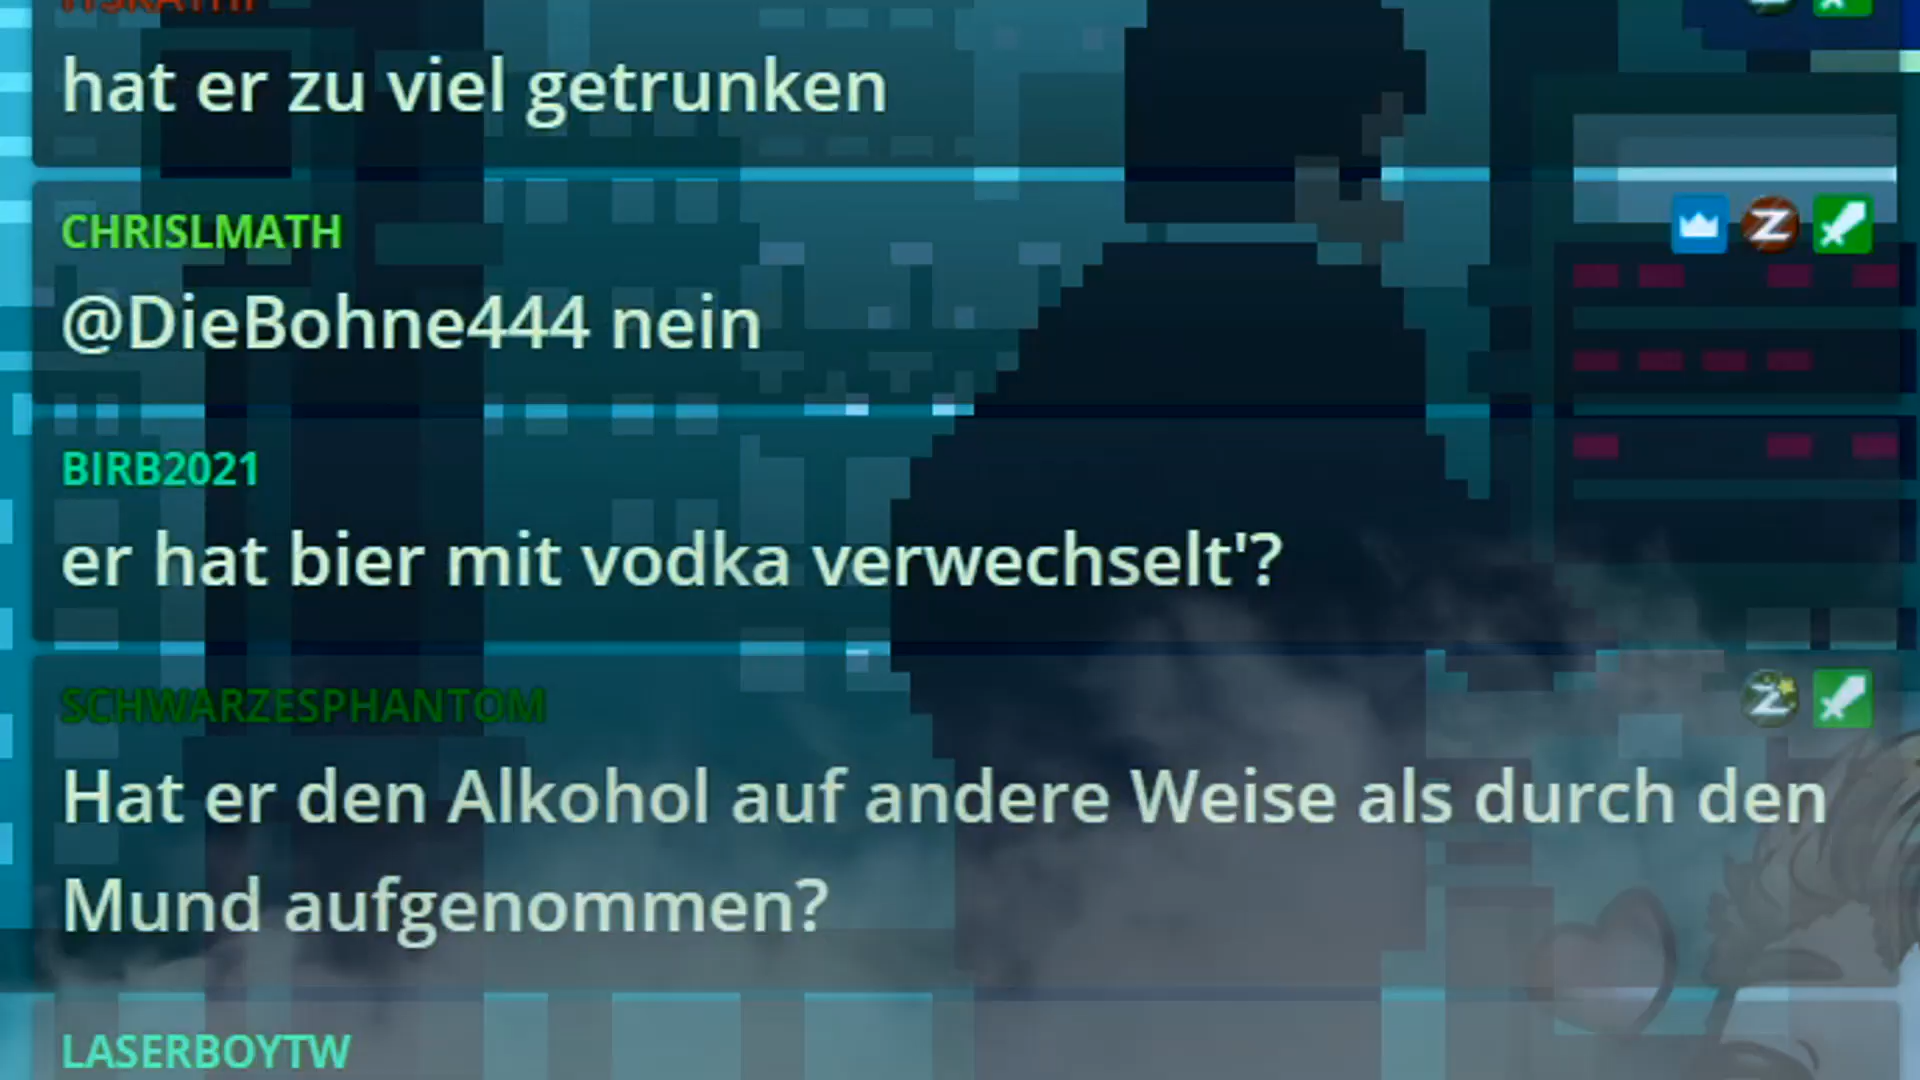 hat er zu viel getrunken
CHRISLMATH
@DieBohne444 nein
BIRB2021
er hat bier mit vodka verwechselt'?
SCHWARZESPHANTOM
Hat er den Alkohol auf andere Weise als durch den
Mund aufgenommen?
LASERBOYTW